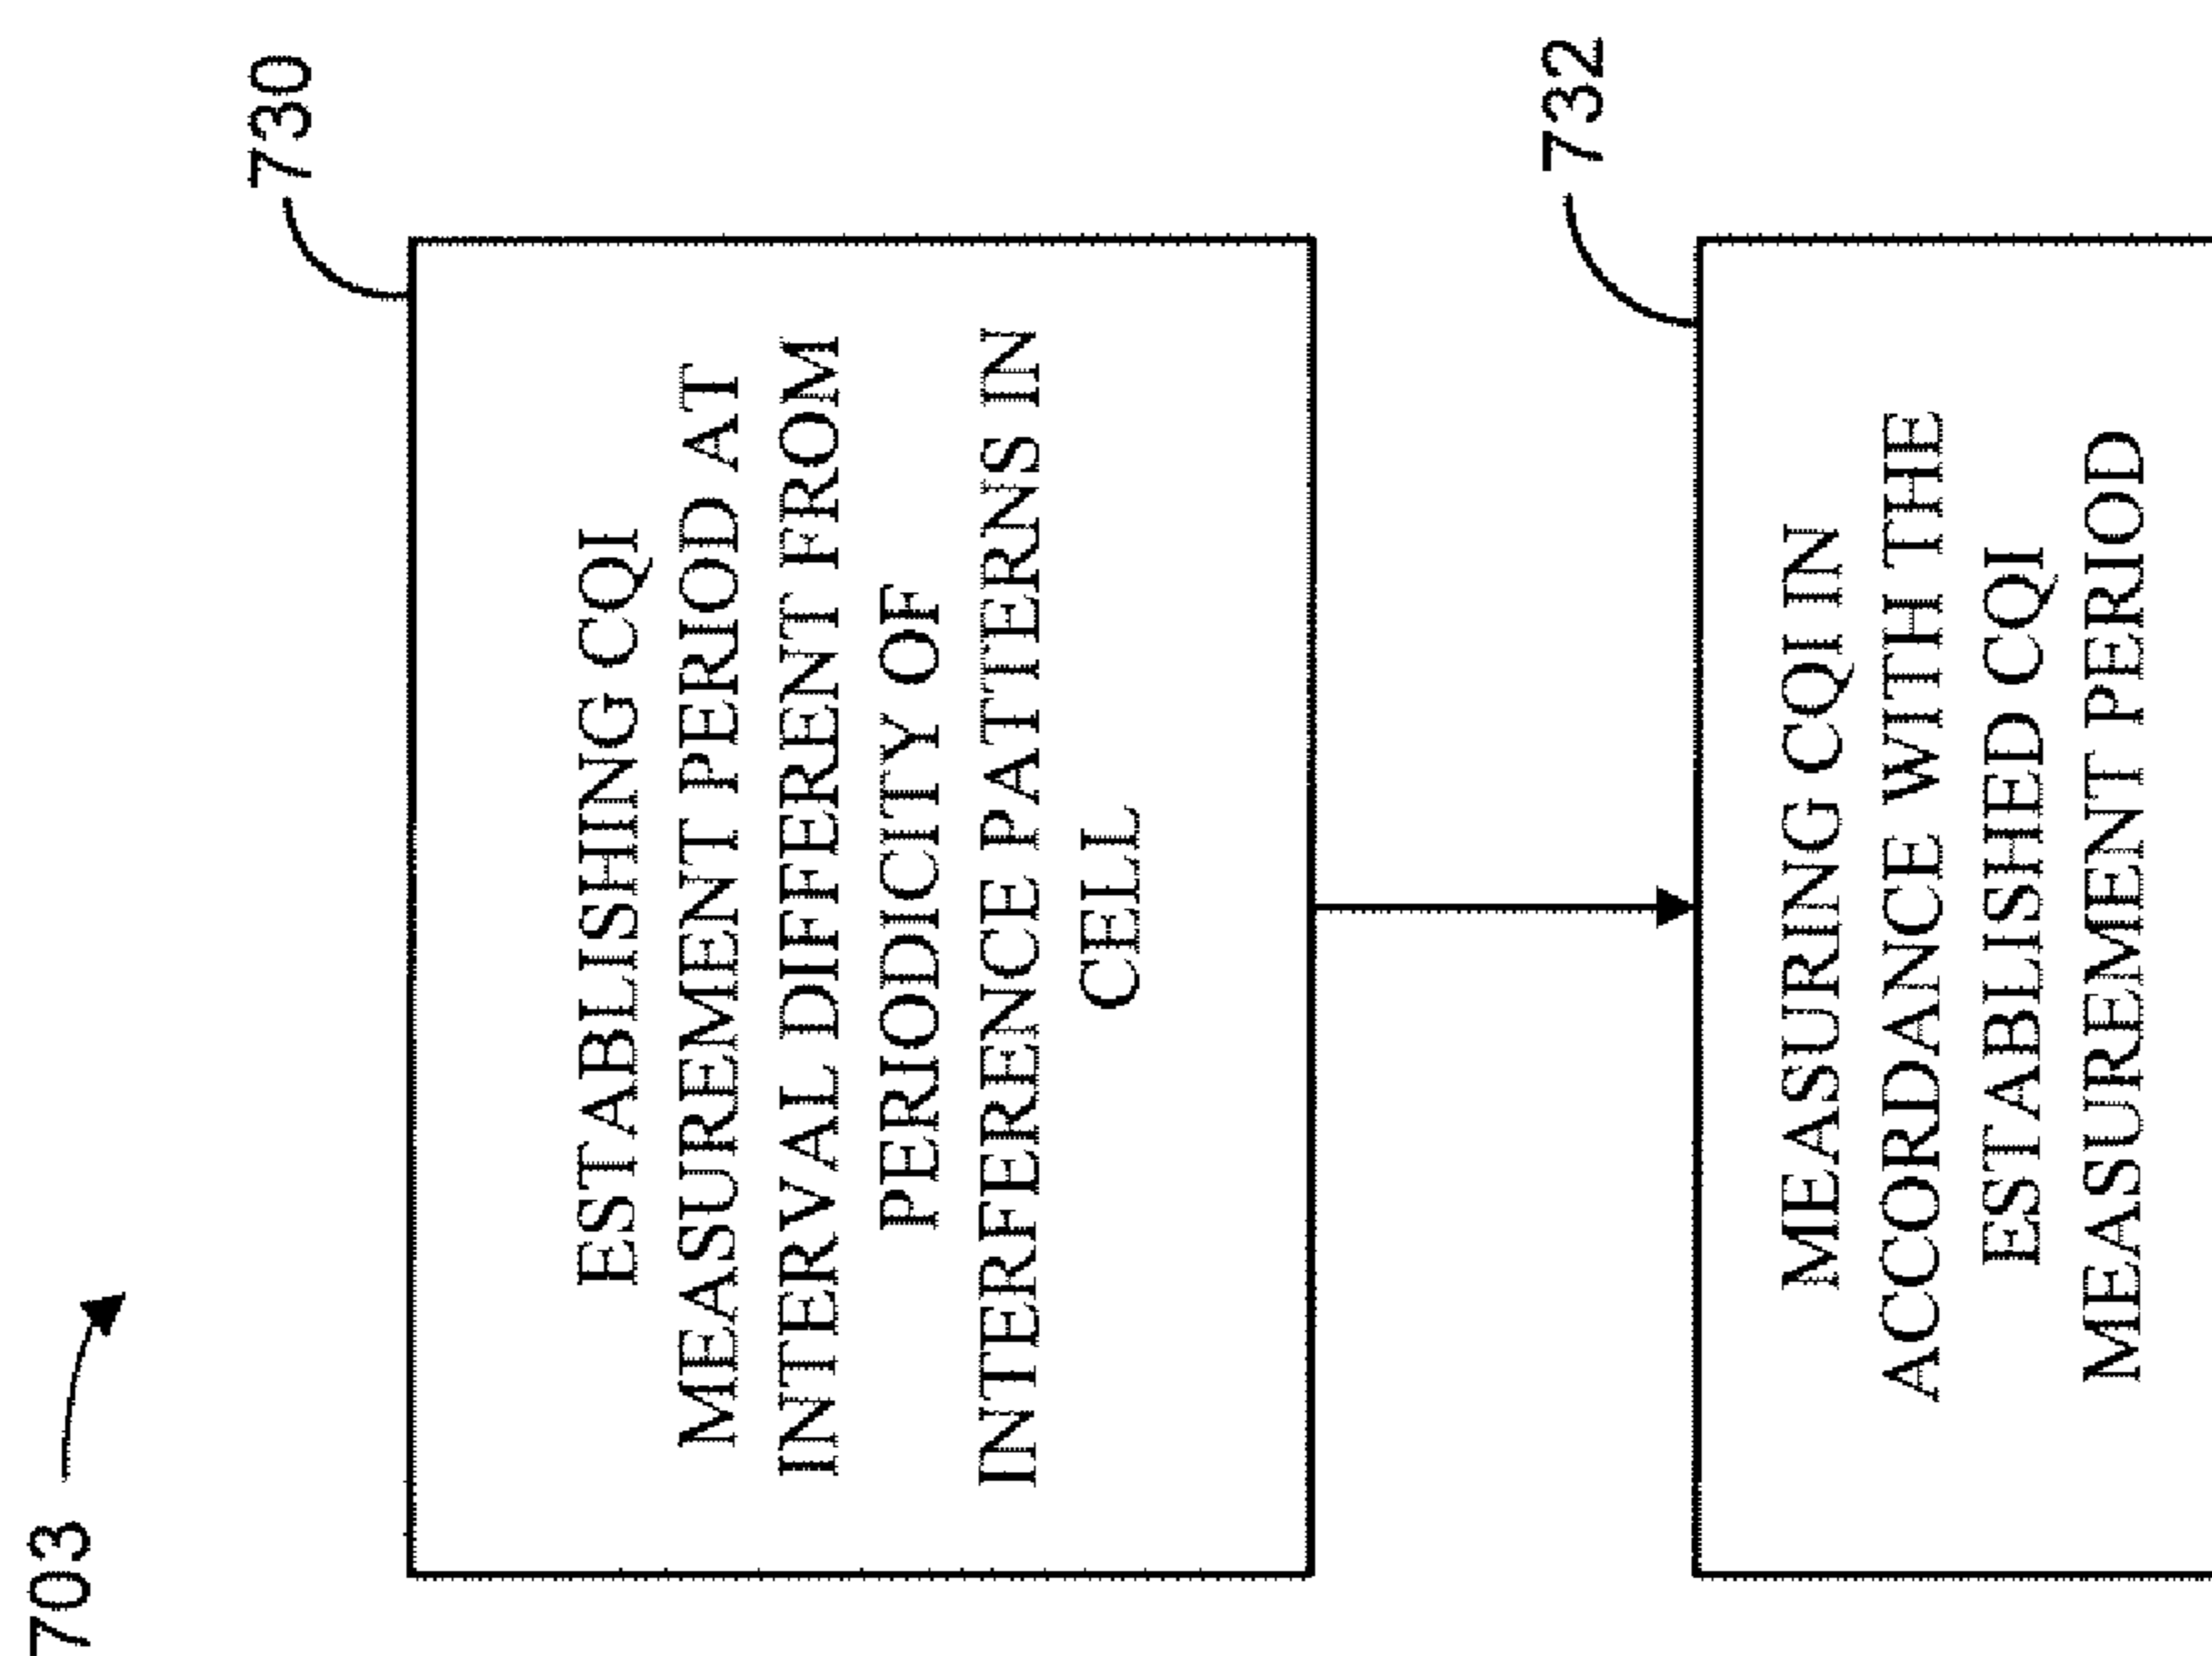 703
730
ESTABLISHING CQI
MEASUREMENT PERIOD AT
INTERVAL DIFFERENT FROM
PERIODICITY OF
INTERFERENCE PATTERNS IN
CELL
732
MEASURING CQI IN
ACCORDANCE WITH THE
ESTABLISHED CQI
MEASUREMENT PERIOD